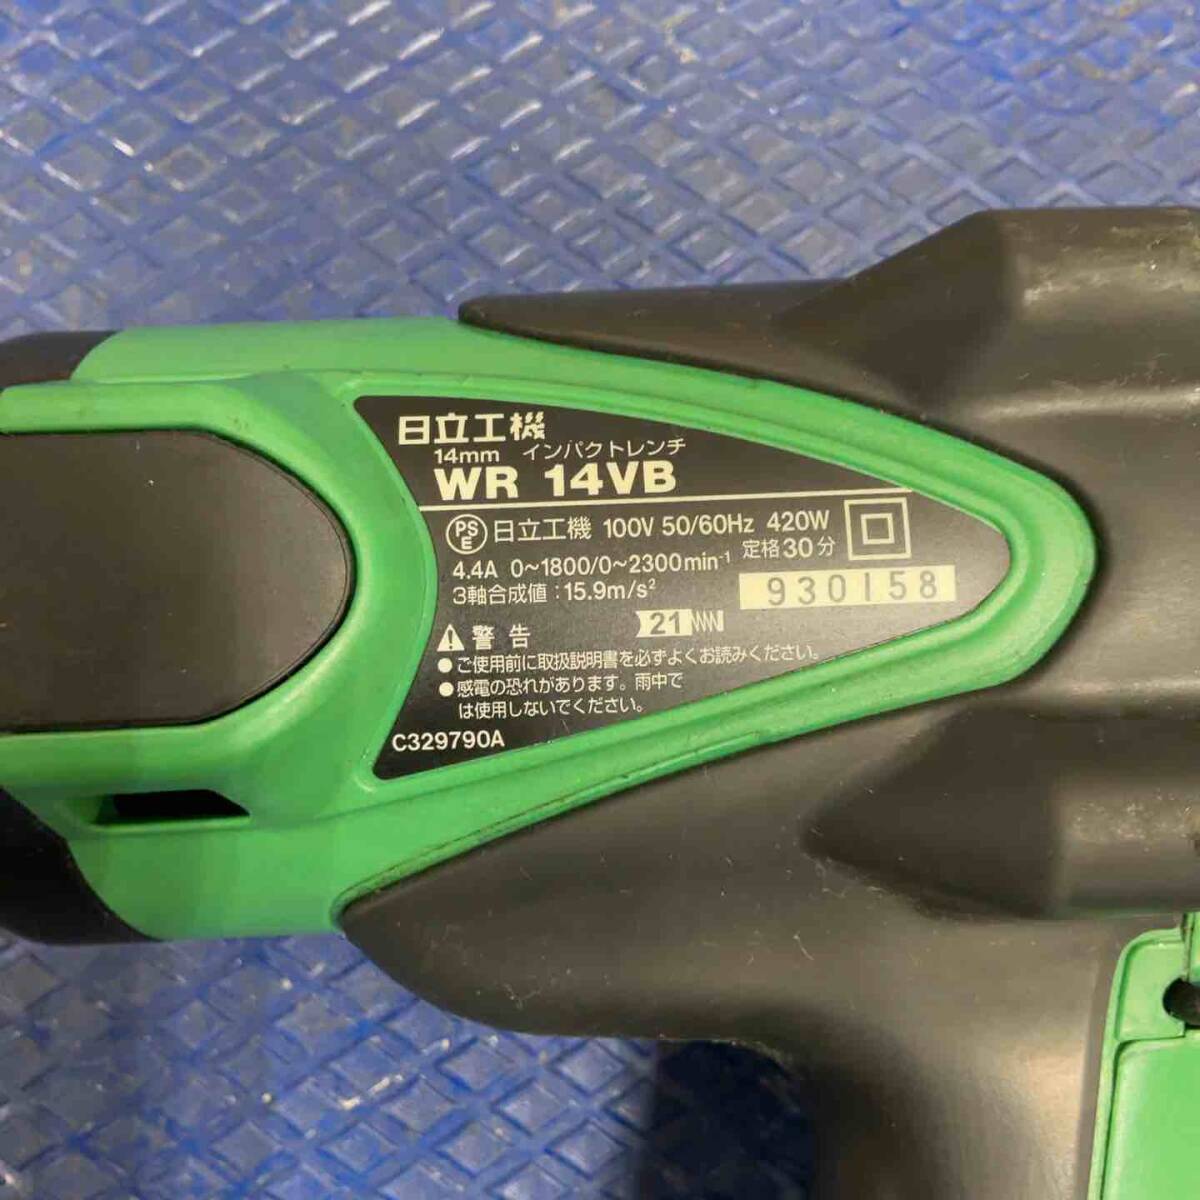 日立工機
14mm インパクトレンチ
WR 14VB
PSE 日立工機 100V 50/60Hz 420W
4.4A 0~1800/0~2300min⁻¹ 定格30分
3軸合成値:15.9m/s² 930158
21
警告
●ご使用前に取扱説明書を必ずよくお読みください。
●感電の恐れがあります。雨中で
は使用しないでください。
C329790A